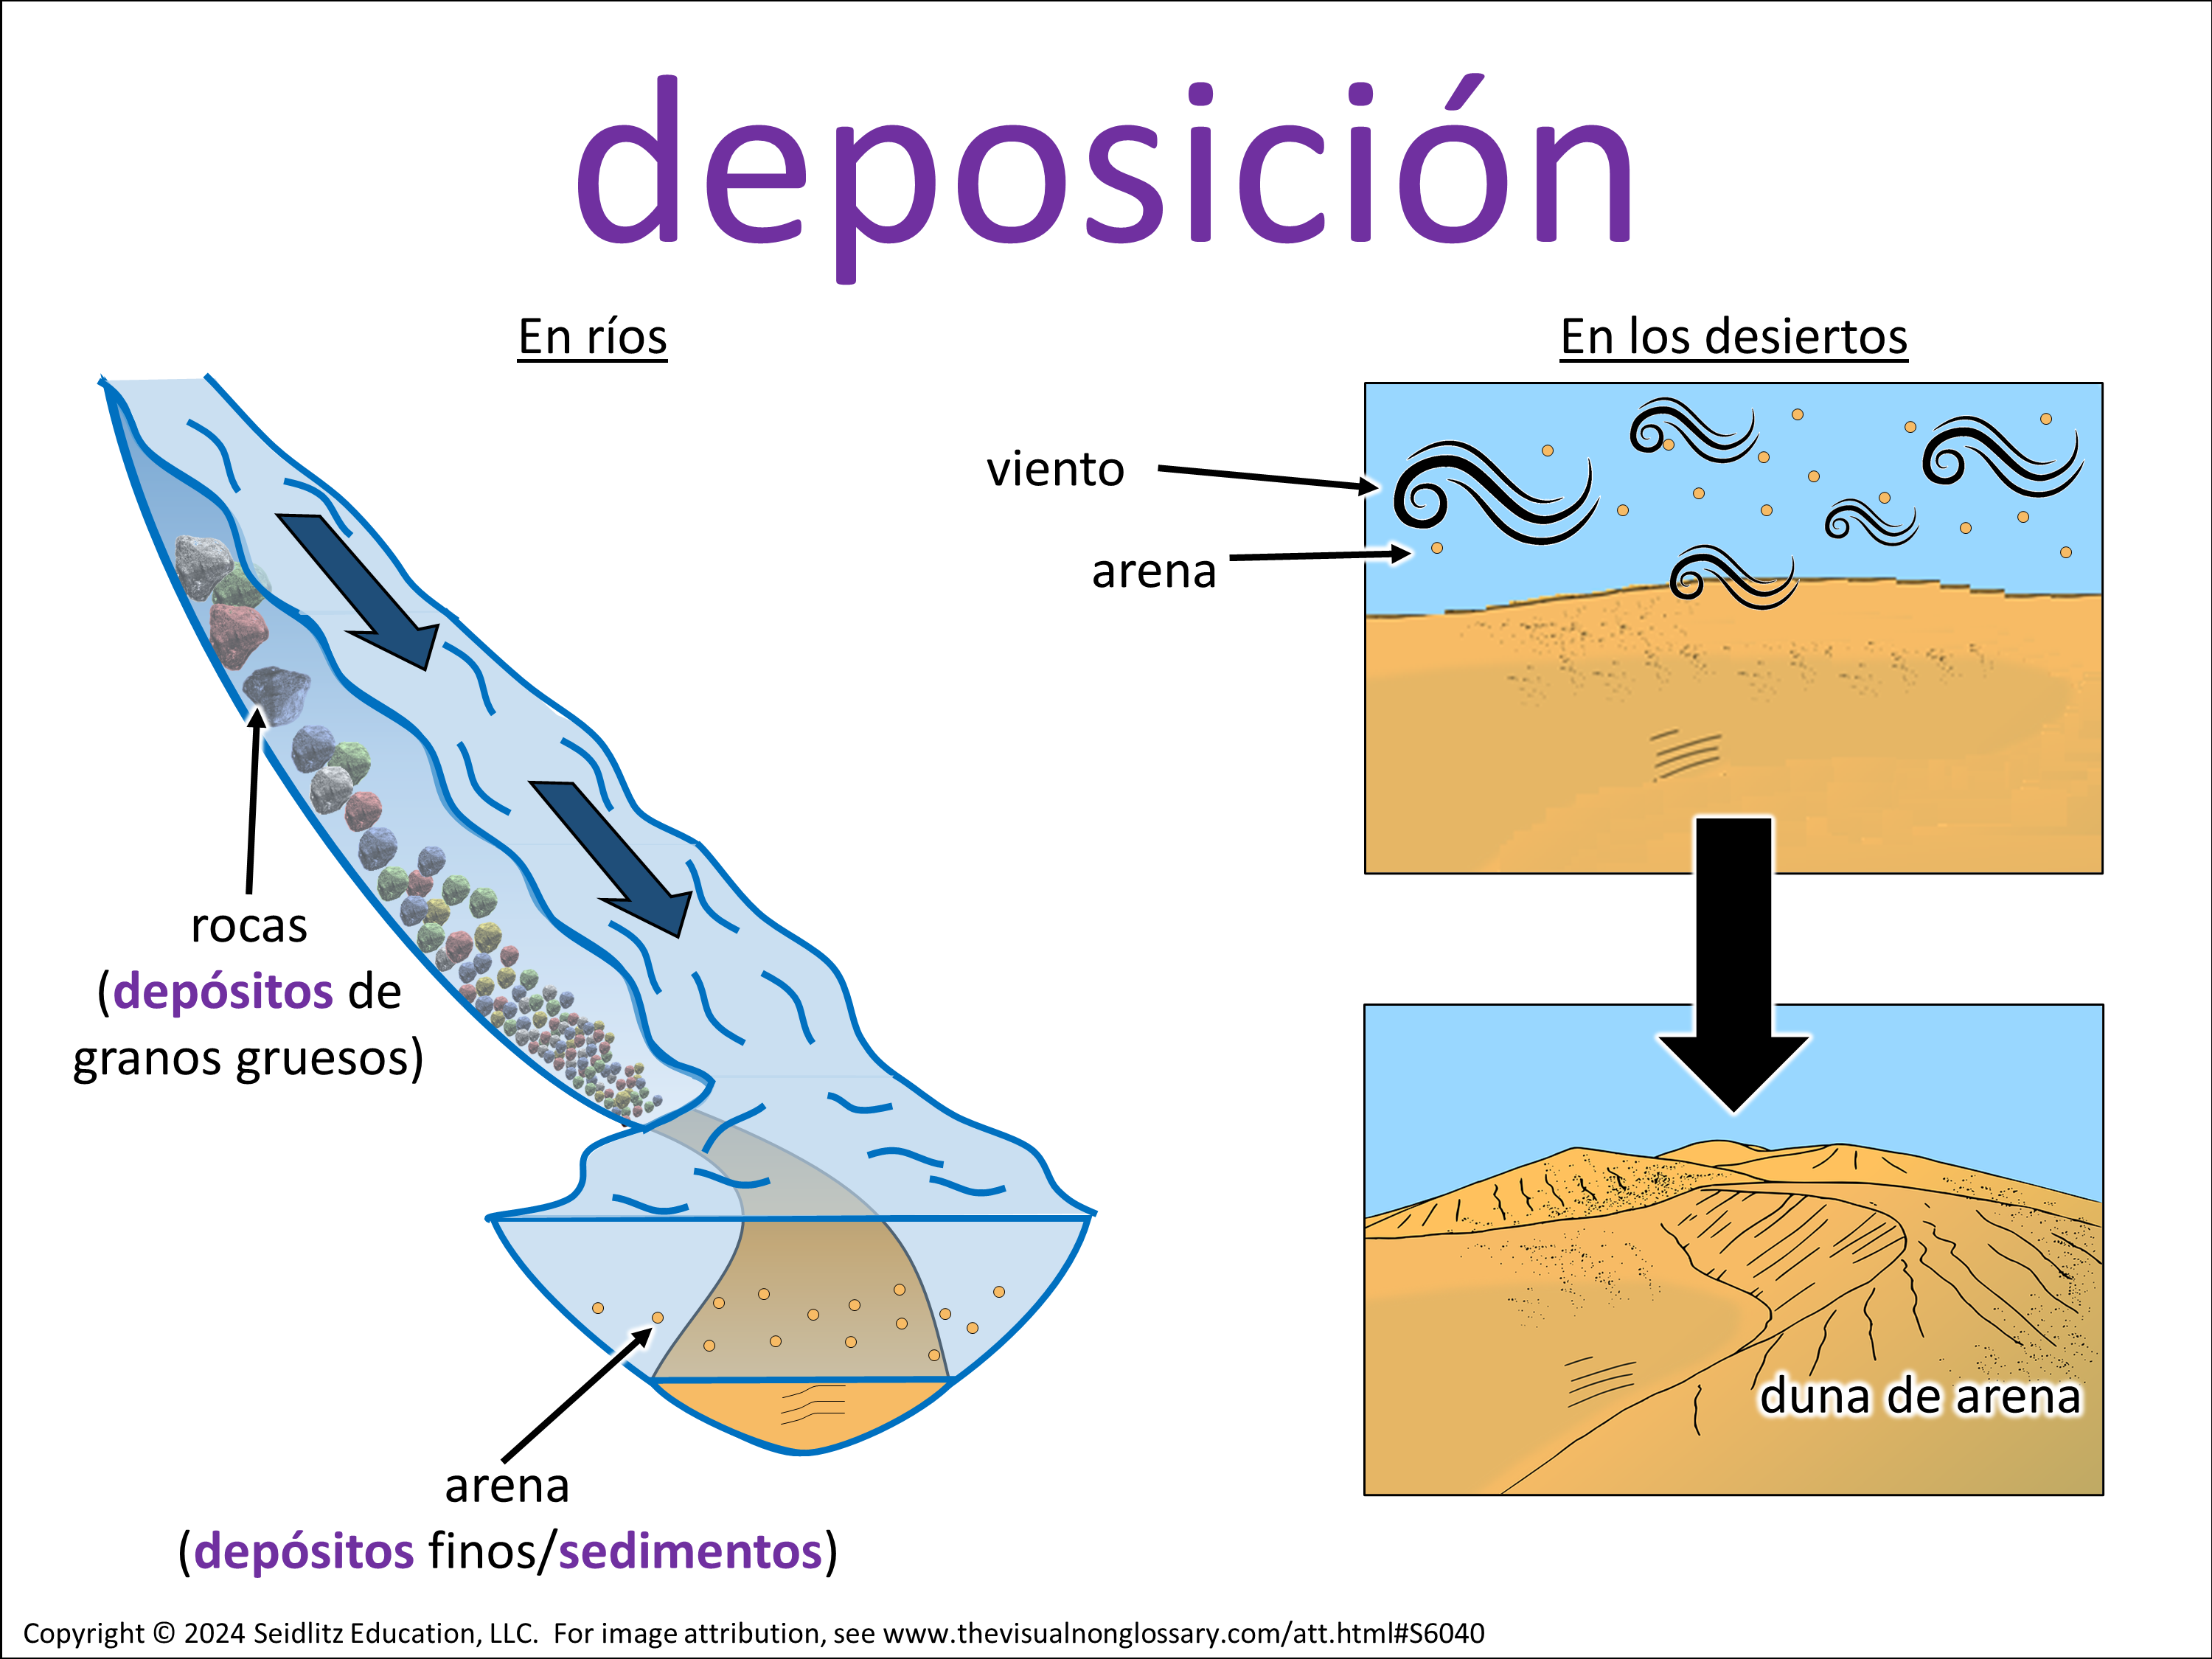 deposición
En ríos
En los desiertos
viento
arena
rocas
(depósitos de
granos gruesos)
duna de arena
arena
(depósitos finos/sedimentos)
Copyright © 2024 Seidlitz Education, LLC.  For image attribution, see www.thevisualnonglossary.com/att.html#S6040